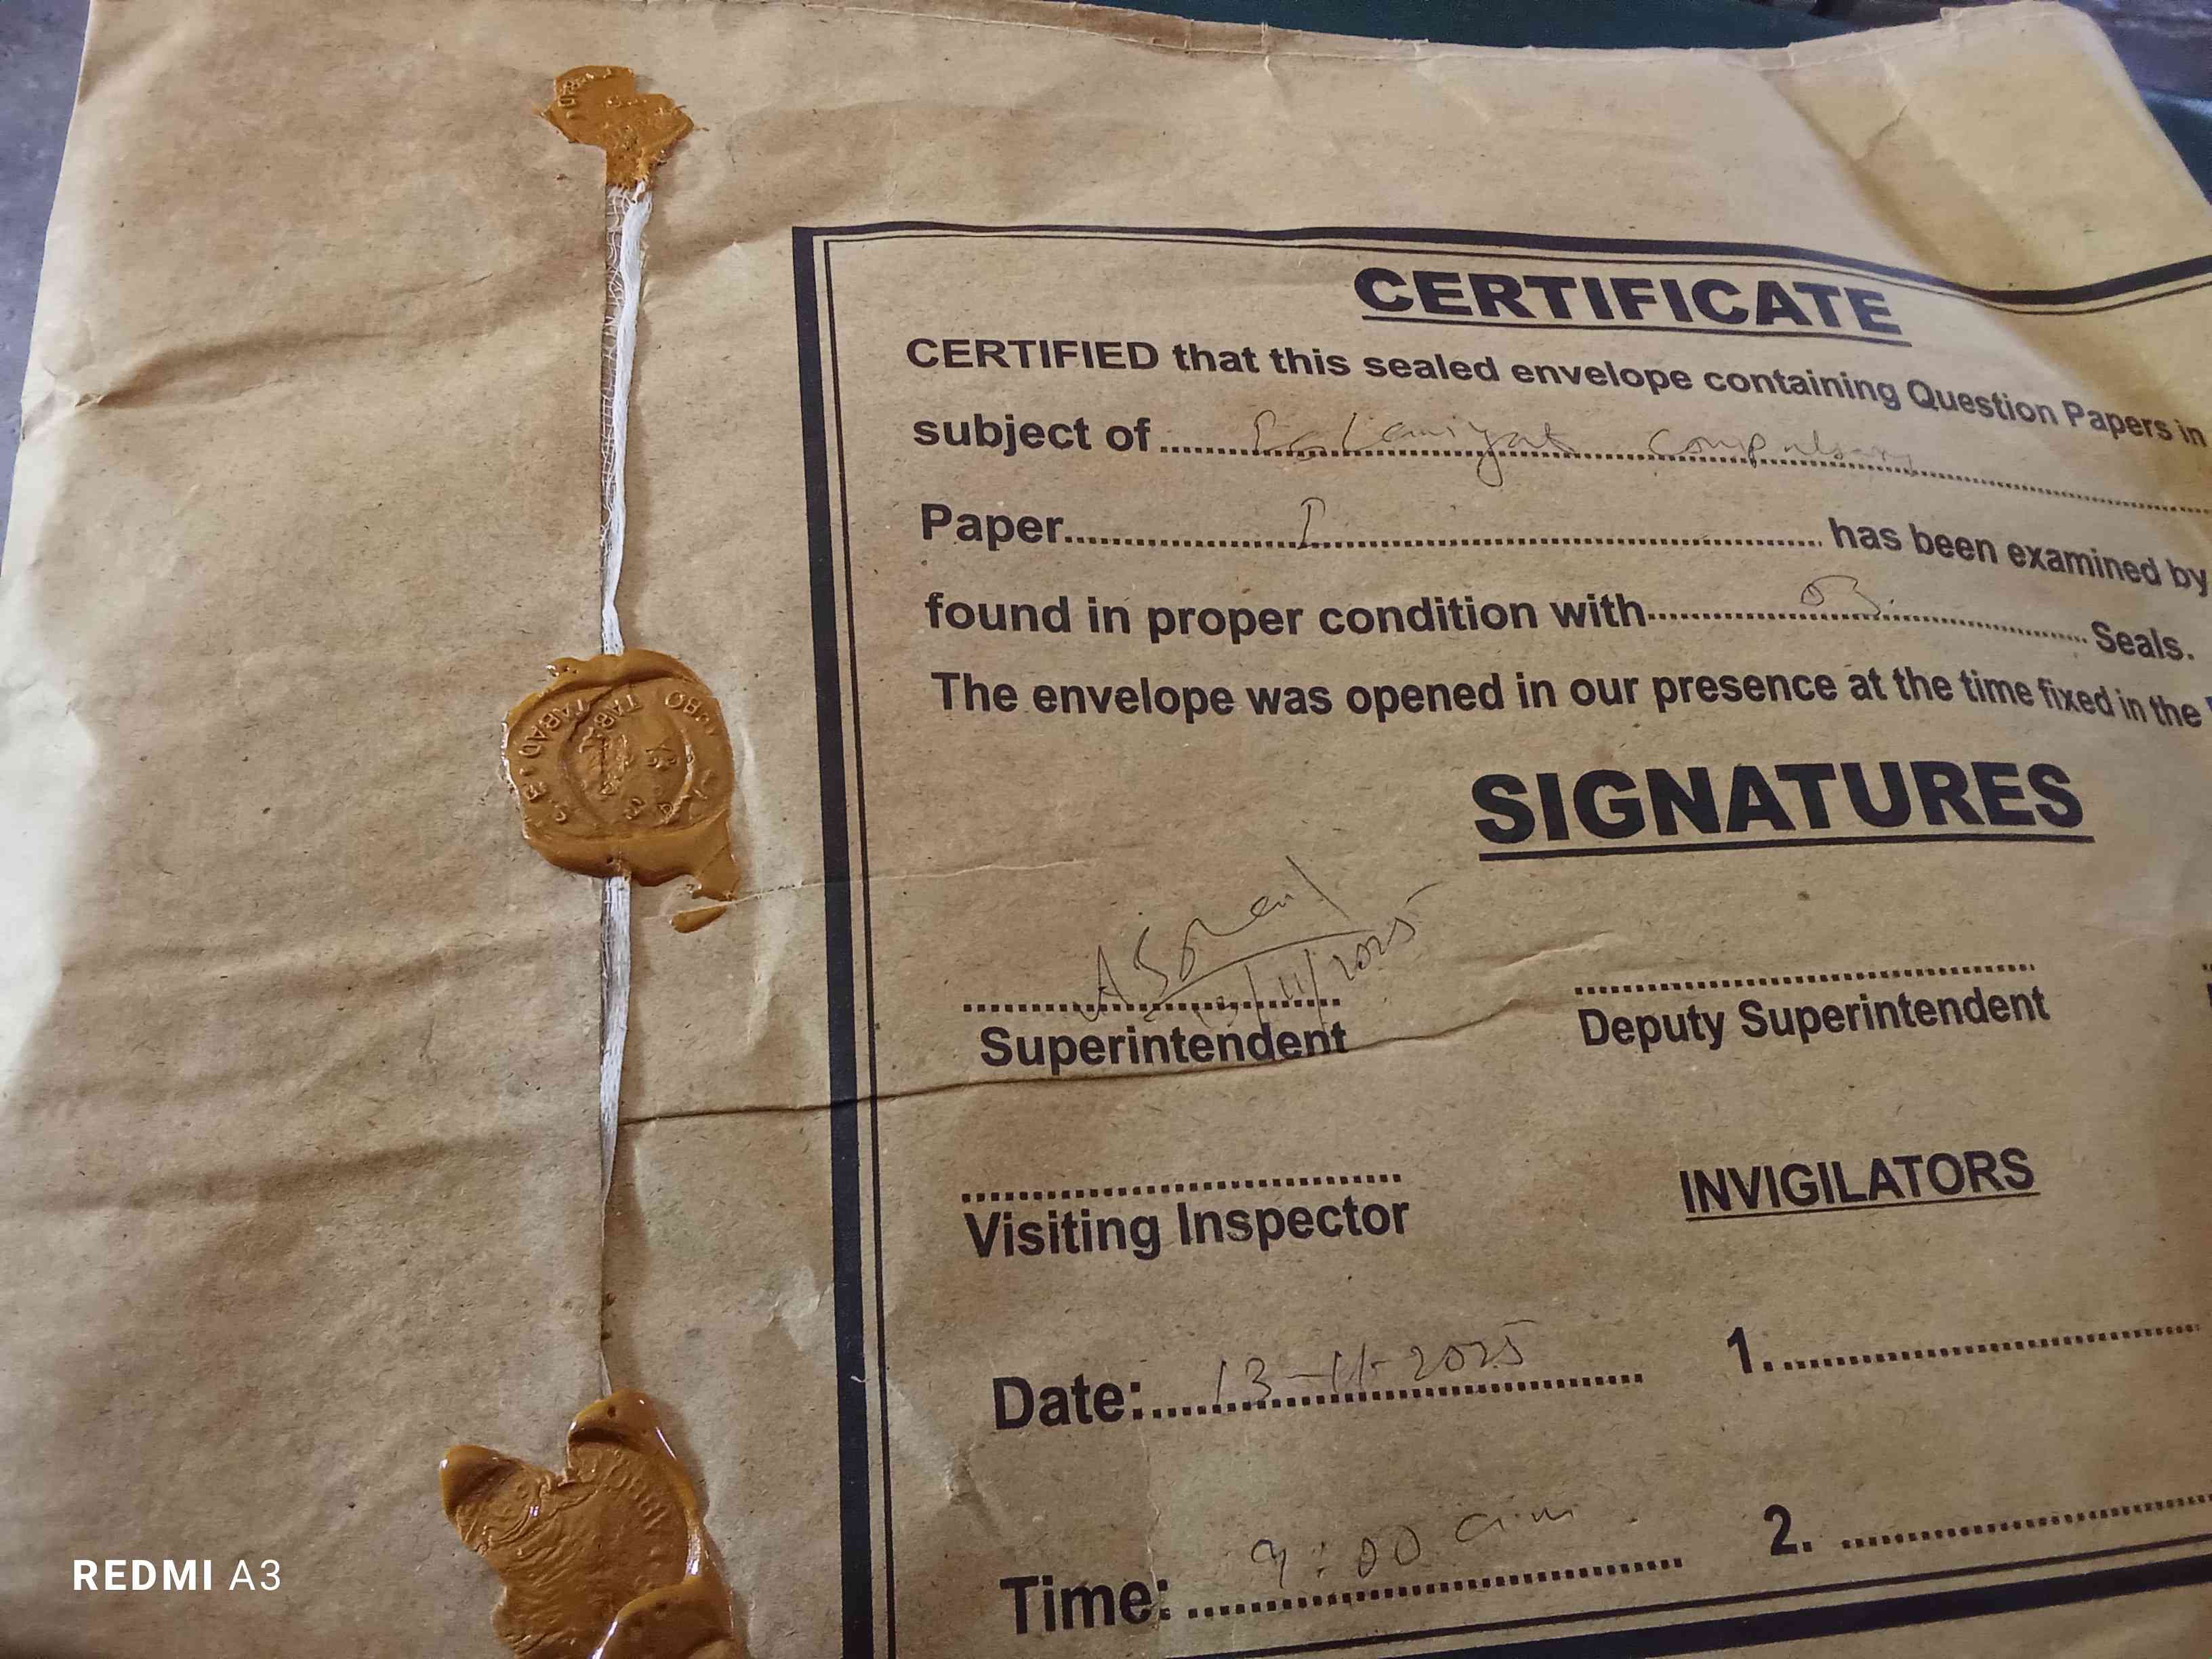 CERTIFICATE
CERTIFIED that this sealed envelope containing Question Papers in
subject of.......Islamiyat compulsory.......
Paper.......I....... has been examined by
found in proper condition with.......03....... Seals.
The envelope was opened in our presence at the time fixed in the
SIGNATURES
13/11/2025
Superintendent
Deputy Superintendent
Visiting Inspector
INVIGILATORS
Date:.......13-11-2025.......
1........
Time:.......9:00 am.......
2. .......
REDMI A3